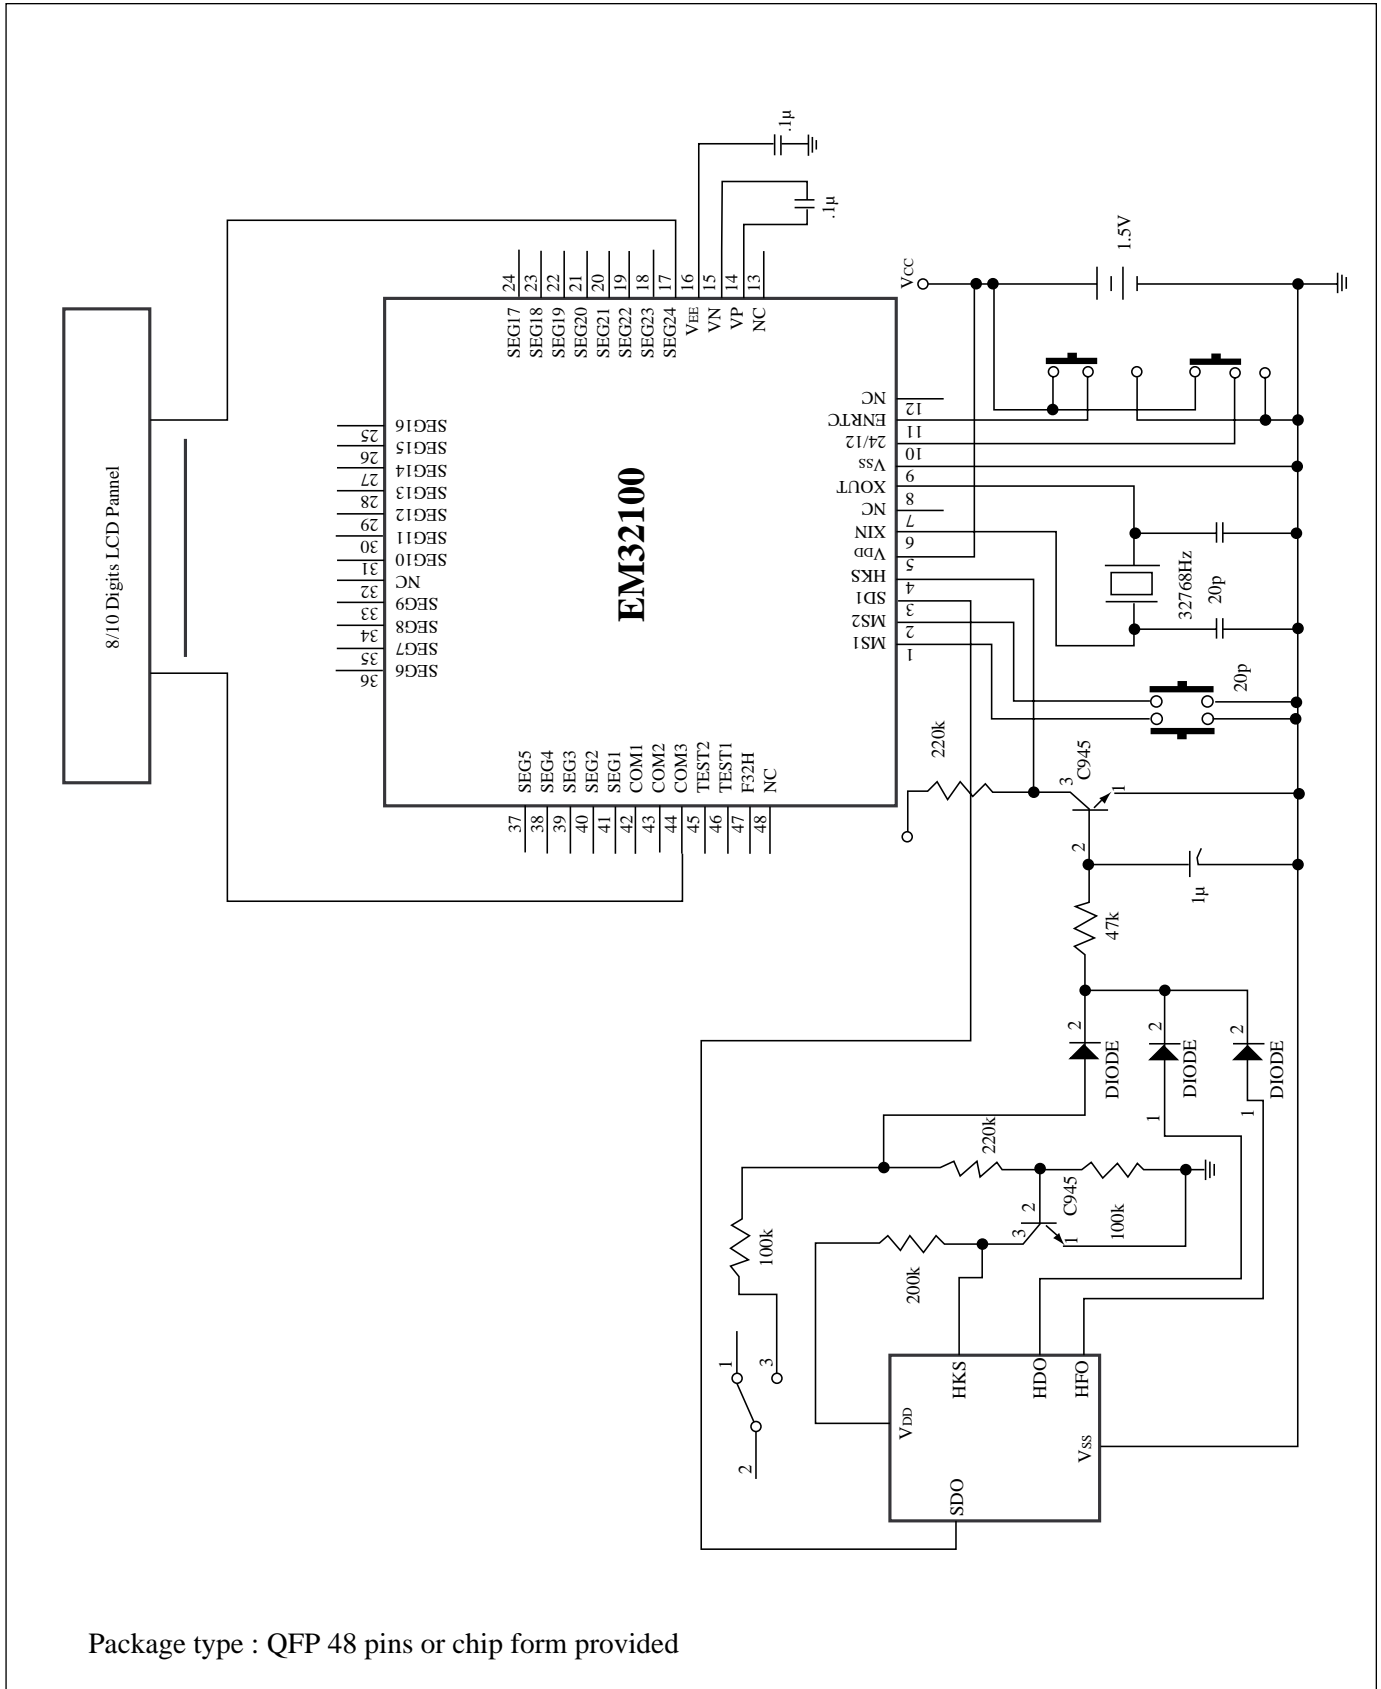 .1µ
.1µ
1.5V
VCC
24
23
22
21
20
19
18
17
16
15
14
13
SEG17
SEG18
SEG19
SEG20
SEG21
SEG22
SEG23
SEG24
VEE
VN
VP
NC
8/10 Digits LCD Pannel
EM32100
SEG16
SEG15
SEG14
SEG13
SEG12
SEG11
SEG10
NC
SEG9
SEG8
SEG7
SEG6
25
26
27
28
29
30
31
32
33
34
35
36
NC
ENRTC
24/12
VSS
XOUT
NC
XIN
VDD
HKS
SD1
MS2
MS1
12
11
10
9
8
7
6
5
4
3
2
1
32768Hz
20p
20p
SEG5
SEG4
SEG3
SEG2
SEG1
COM1
COM2
COM3
TEST2
TEST1
F32H
NC
37
38
39
40
41
42
43
44
45
46
47
48
220k
3
C945
1
2
1µ
47k
2
DIODE
2
DIODE
1
2
DIODE
1
220k
100k
2
C945
3
1
100k
200k
1
3
2
HKS
HDO
HFO
VDD
VSS
SDO
Package type : QFP 48 pins or chip form provided